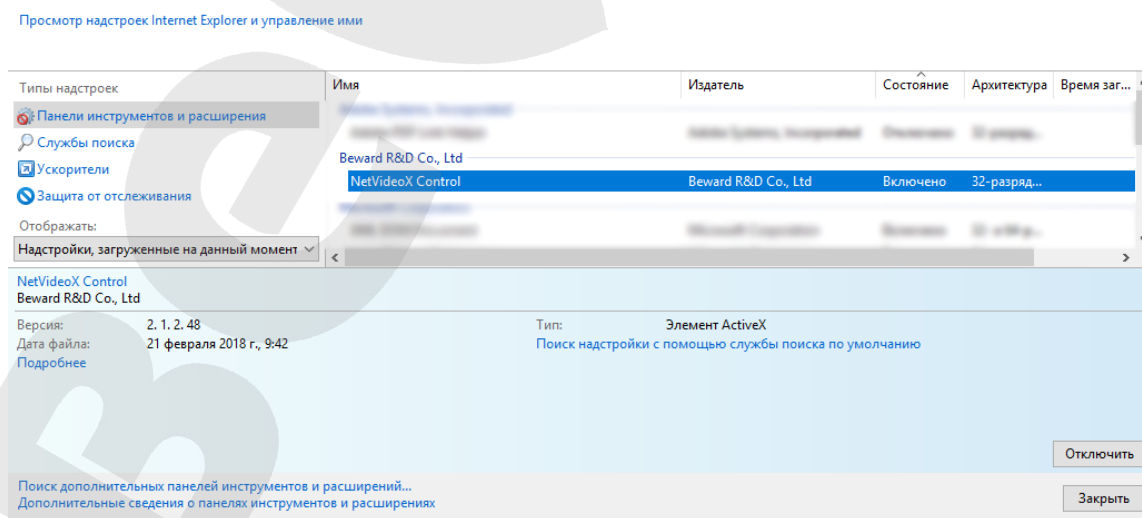 Просмотр надстроек Internet Explorer и управление ими
Типы надстроек
Имя Издатель Состояние Архитектура Время заг...
Панели инструментов и расширения
Службы поиска
Ускорители
Защита от отслеживания
Beward R&D Co., Ltd
NetVideoX Control Beward R&D Co., Ltd Включено 32-разряд...
Отображать:
Надстройки, загруженные на данный момент
NetVideoX Control
Beward R&D Co., Ltd
Версия: 2. 1. 2. 48 Тип: Элемент ActiveX
Дата файла: 21 февраля 2018 г., 9:42 Поиск надстройки с помощью службы поиска по умолчанию
Подробнее
Отключить
Поиск дополнительных панелей инструментов и расширений...
Дополнительные сведения о панелях инструментов и расширениях
Закрыть